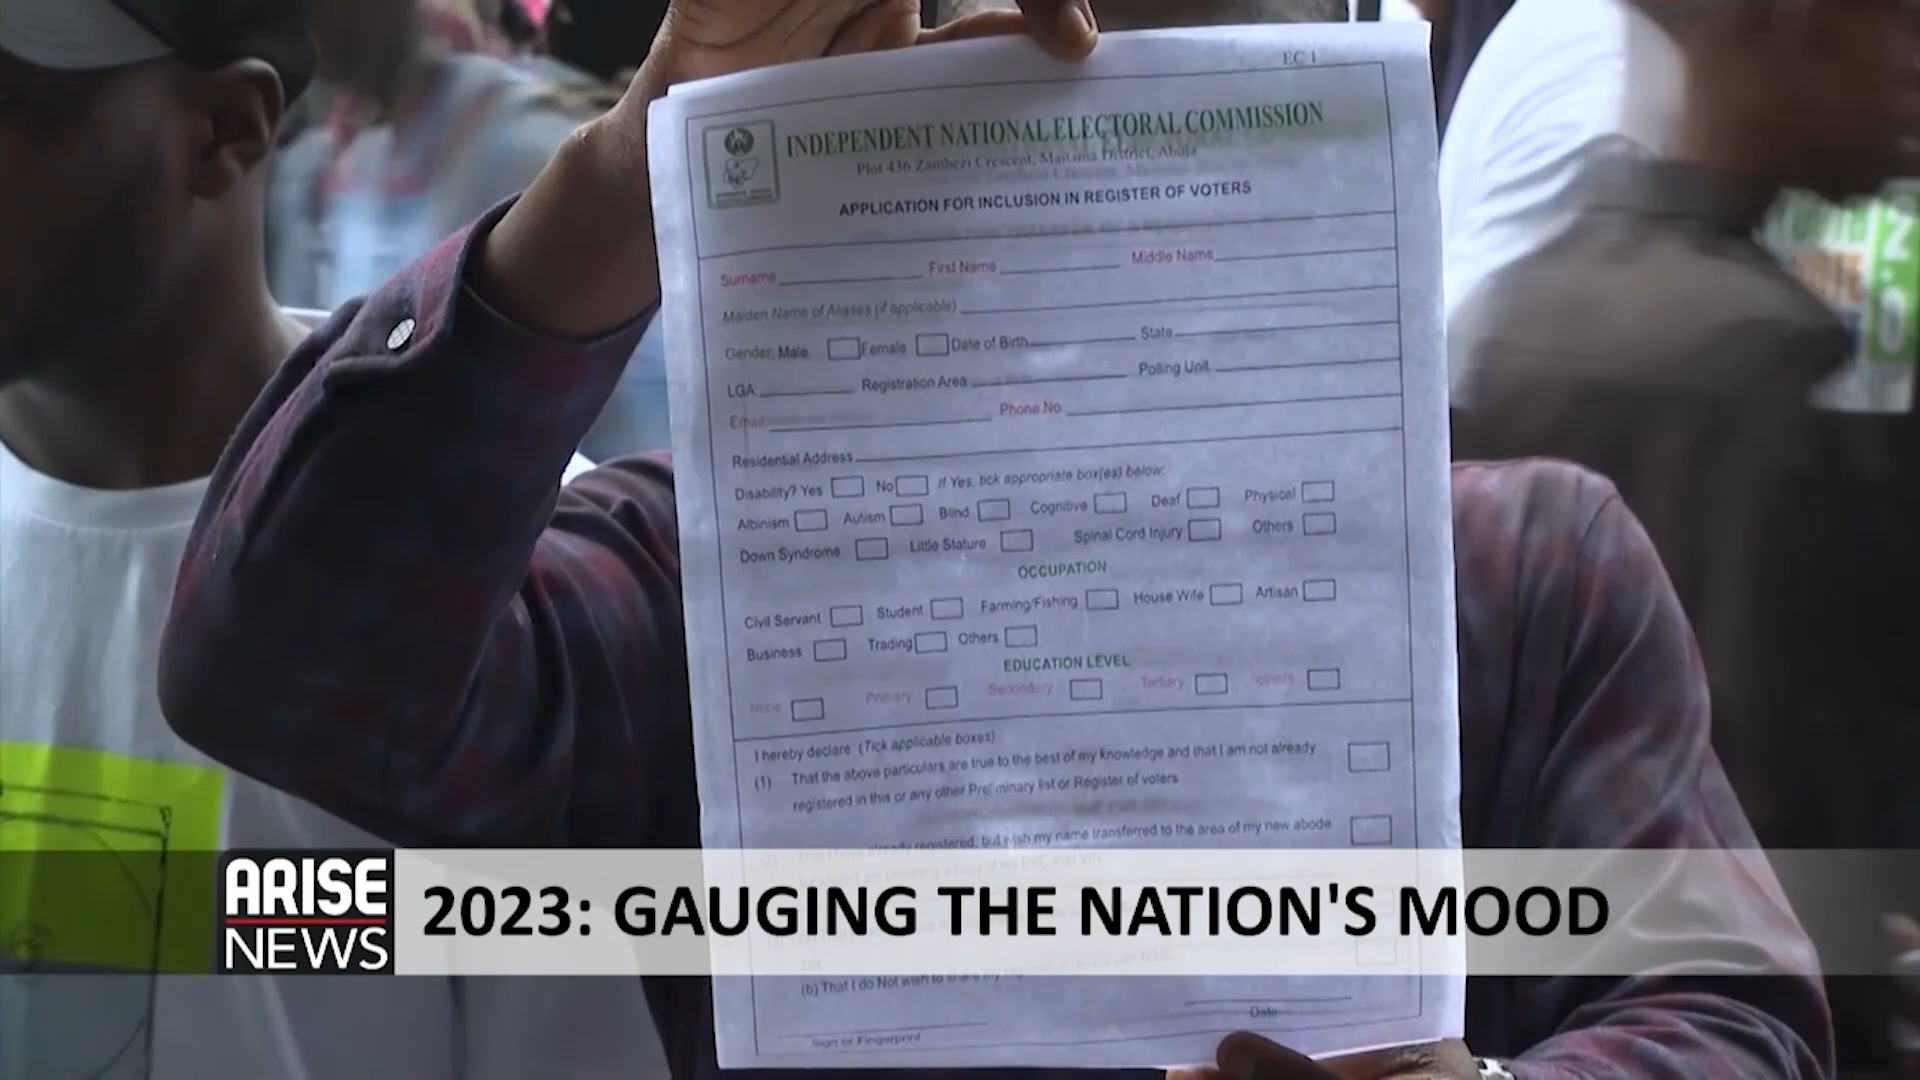 EC 1
INDEPENDENT NATIONAL ELECTORAL COMMISSION
Plot 436 Zambezi Crescent, Maitama District, Abuja
APPLICATION FOR INCLUSION IN REGISTER OF VOTERS
Surname First Name Middle Name
Maiden Name of Aliases (if applicable)
Gender: Male Female Date of Birth State
LGA Registration Area Polling Unit
Email Phone No
Residential Address
Disability? Yes No If Yes, tick appropriate box(es) below:
Albinism Autism Blind Cognitive Deaf Physical
Down Syndrome Little Stature Spinal Cord Injury Others
OCCUPATION
Civil Servant Student Farming/Fishing House Wife Artisan
Business Trading Others
EDUCATION LEVEL
None Primary Secondary Tertiary others
I hereby declare: (Tick applicable boxes)
(1) That the above particulars are true to the best of my knowledge and that I am not already
registered in this or any other Preliminary list or Register of voters
(2) That I have already registered, but wish my name transferred to the area of my new abode
ARISE
NEWS
2023: GAUGING THE NATION'S MOOD
OR
(b) That I do Not wish to share my
Date
Sign or Fingerprint
2.0